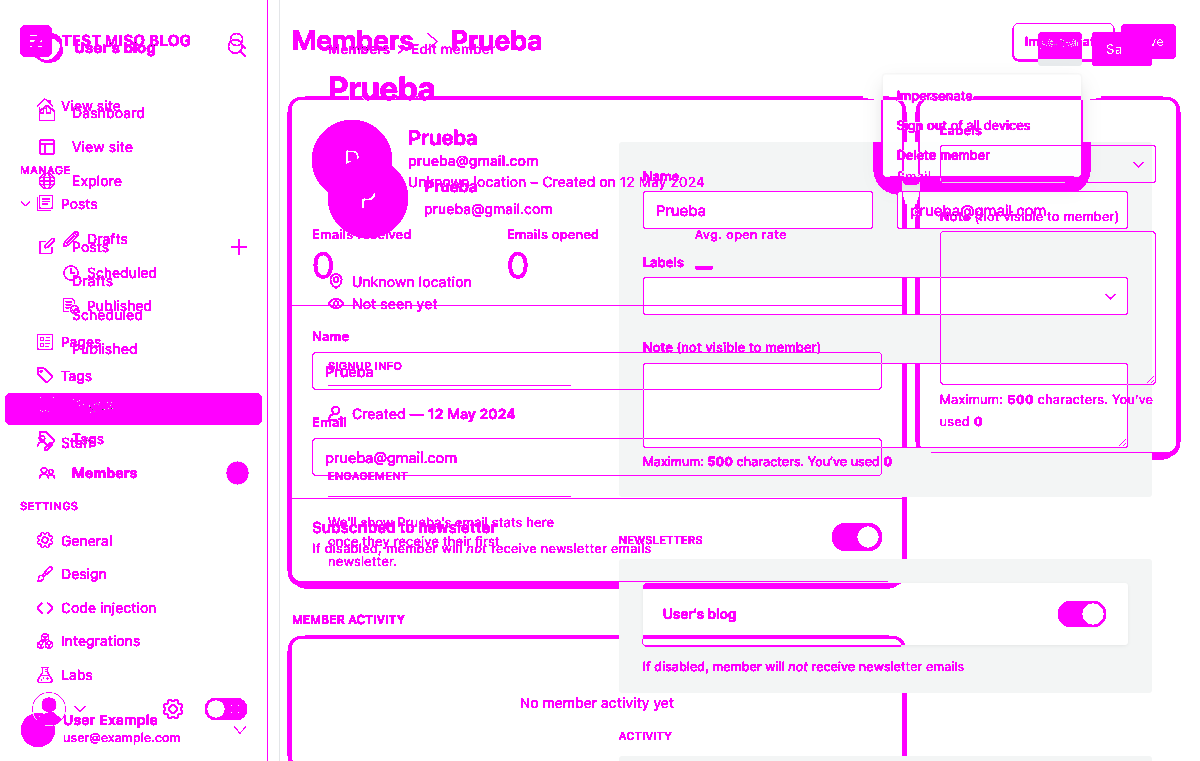 TEST MISO BLOG
User's blog
View site
Dashboard
View site
MANAGE
Explore
Posts
Drafts
Posts
Scheduled
Drafts
Published
Scheduled
Pages
Published
Tags
Staff
Tags
Members
SETTINGS
General
Design
Code injection
Integrations
Labs
User Example
user@example.com
Members > Prueba
Members > Edit member
Prueba
Impersonate
Sign out of all devices
Delete member
Prueba
prueba@gmail.com
Unknown location – Created on 12 May 2024
Prueba
prueba@gmail.com
Emails received
Emails opened
Avg. open rate
0
0
Unknown location
Not seen yet
Name
Prueba
SIGNUP INFO
Created — 12 May 2024
Email
prueba@gmail.com
ENGAGEMENT
We'll show Prueba's email stats here
once they receive their first
newsletter.
Subscribed to newsletter
If disabled, member will not receive newsletter emails
MEMBER ACTIVITY
No member activity yet
Name
Prueba
Email
prueba@gmail.com
Labels
Note (not visible to member)
Maximum: 500 characters. You've used 0
Labels
Note (not visible to member)
Maximum: 500 characters. You've
used 0
NEWSLETTERS
User's blog
If disabled, member will not receive newsletter emails
ACTIVITY